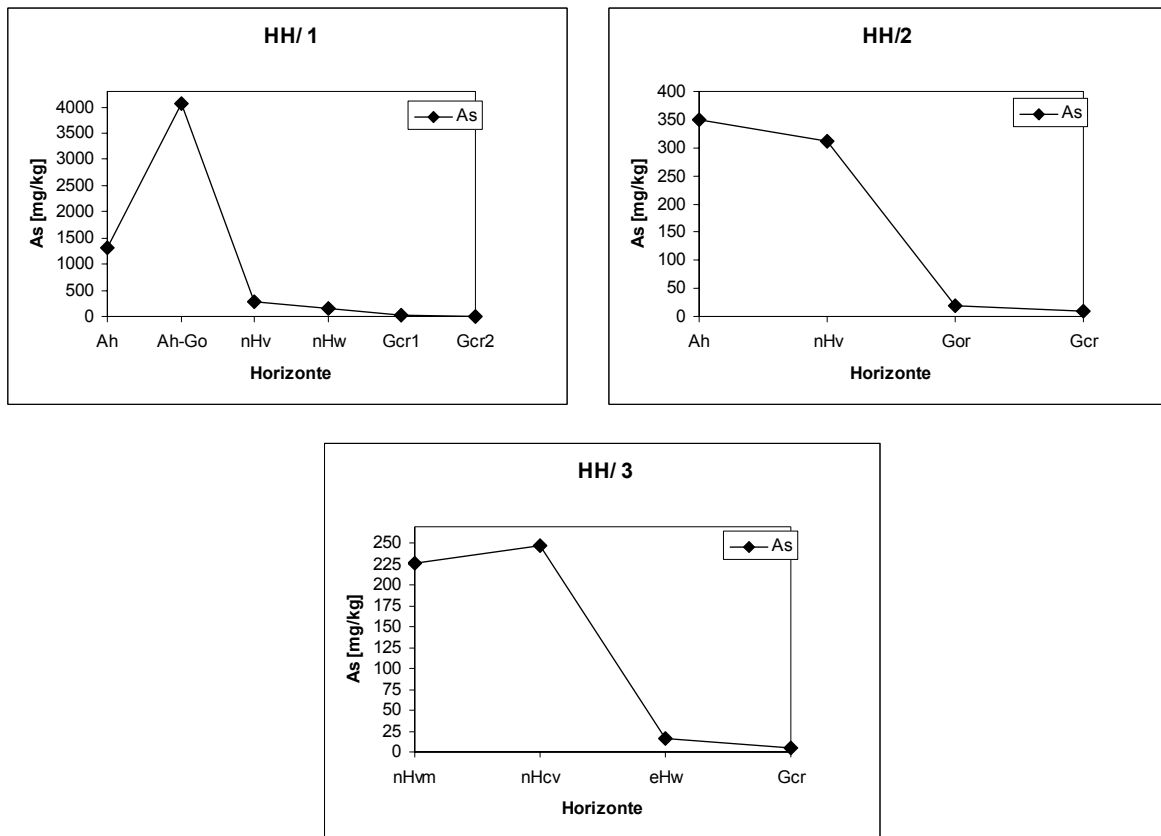 HH/ 1
As
As [mg/kg]
4000
3500
3000
2500
2000
1500
1000
500
0
Ah Ah-Go nHv nHw Gcr1 Gcr2
Horizonte
HH/2
As
As [mg/kg]
400
350
300
250
200
150
100
50
0
Ah nHv Gor Gcr
Horizonte
HH/ 3
As
As [mg/kg]
250
225
200
175
150
125
100
75
50
25
0
nHvm nHcv eHw Gcr
Horizonte